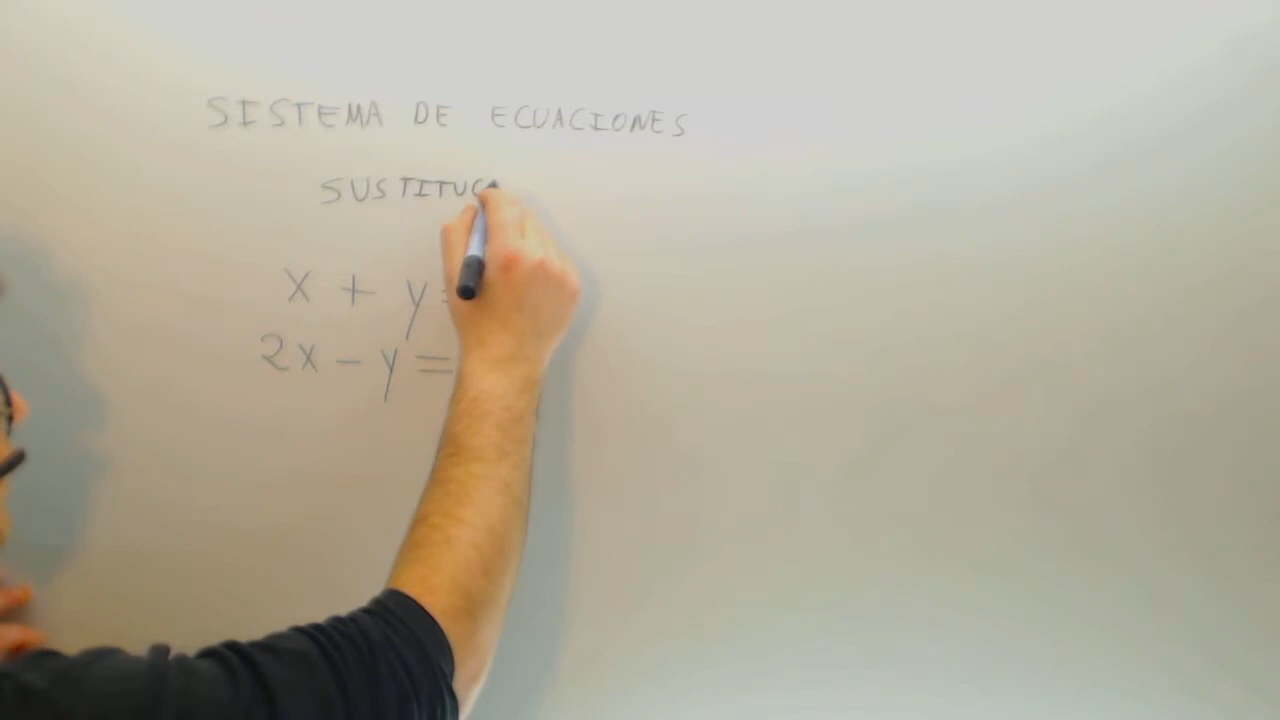 SISTEMA DE ECUACIONES
SUSTITUC
x + y =
2x - y =